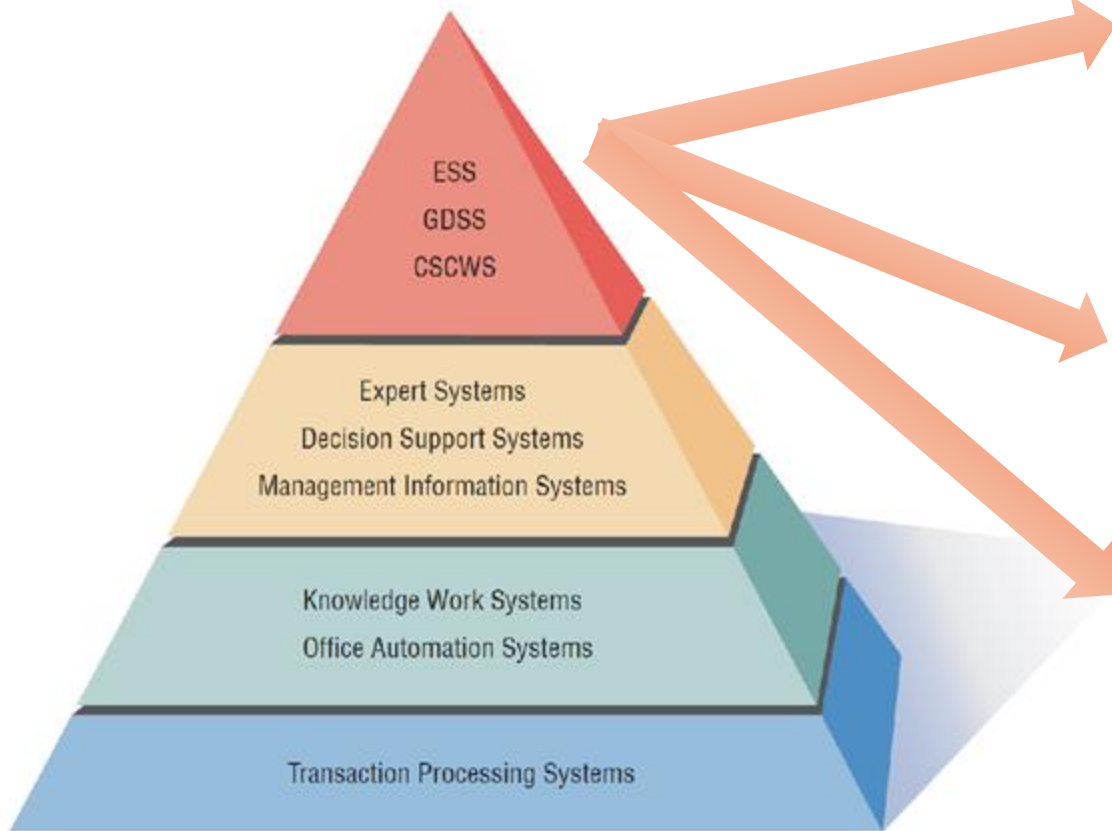 ESS
GDSS
CSCWS
Expert Systems
Decision Support Systems
Management Information Systems
Knowledge Work Systems
Office Automation Systems
Transaction Processing Systems